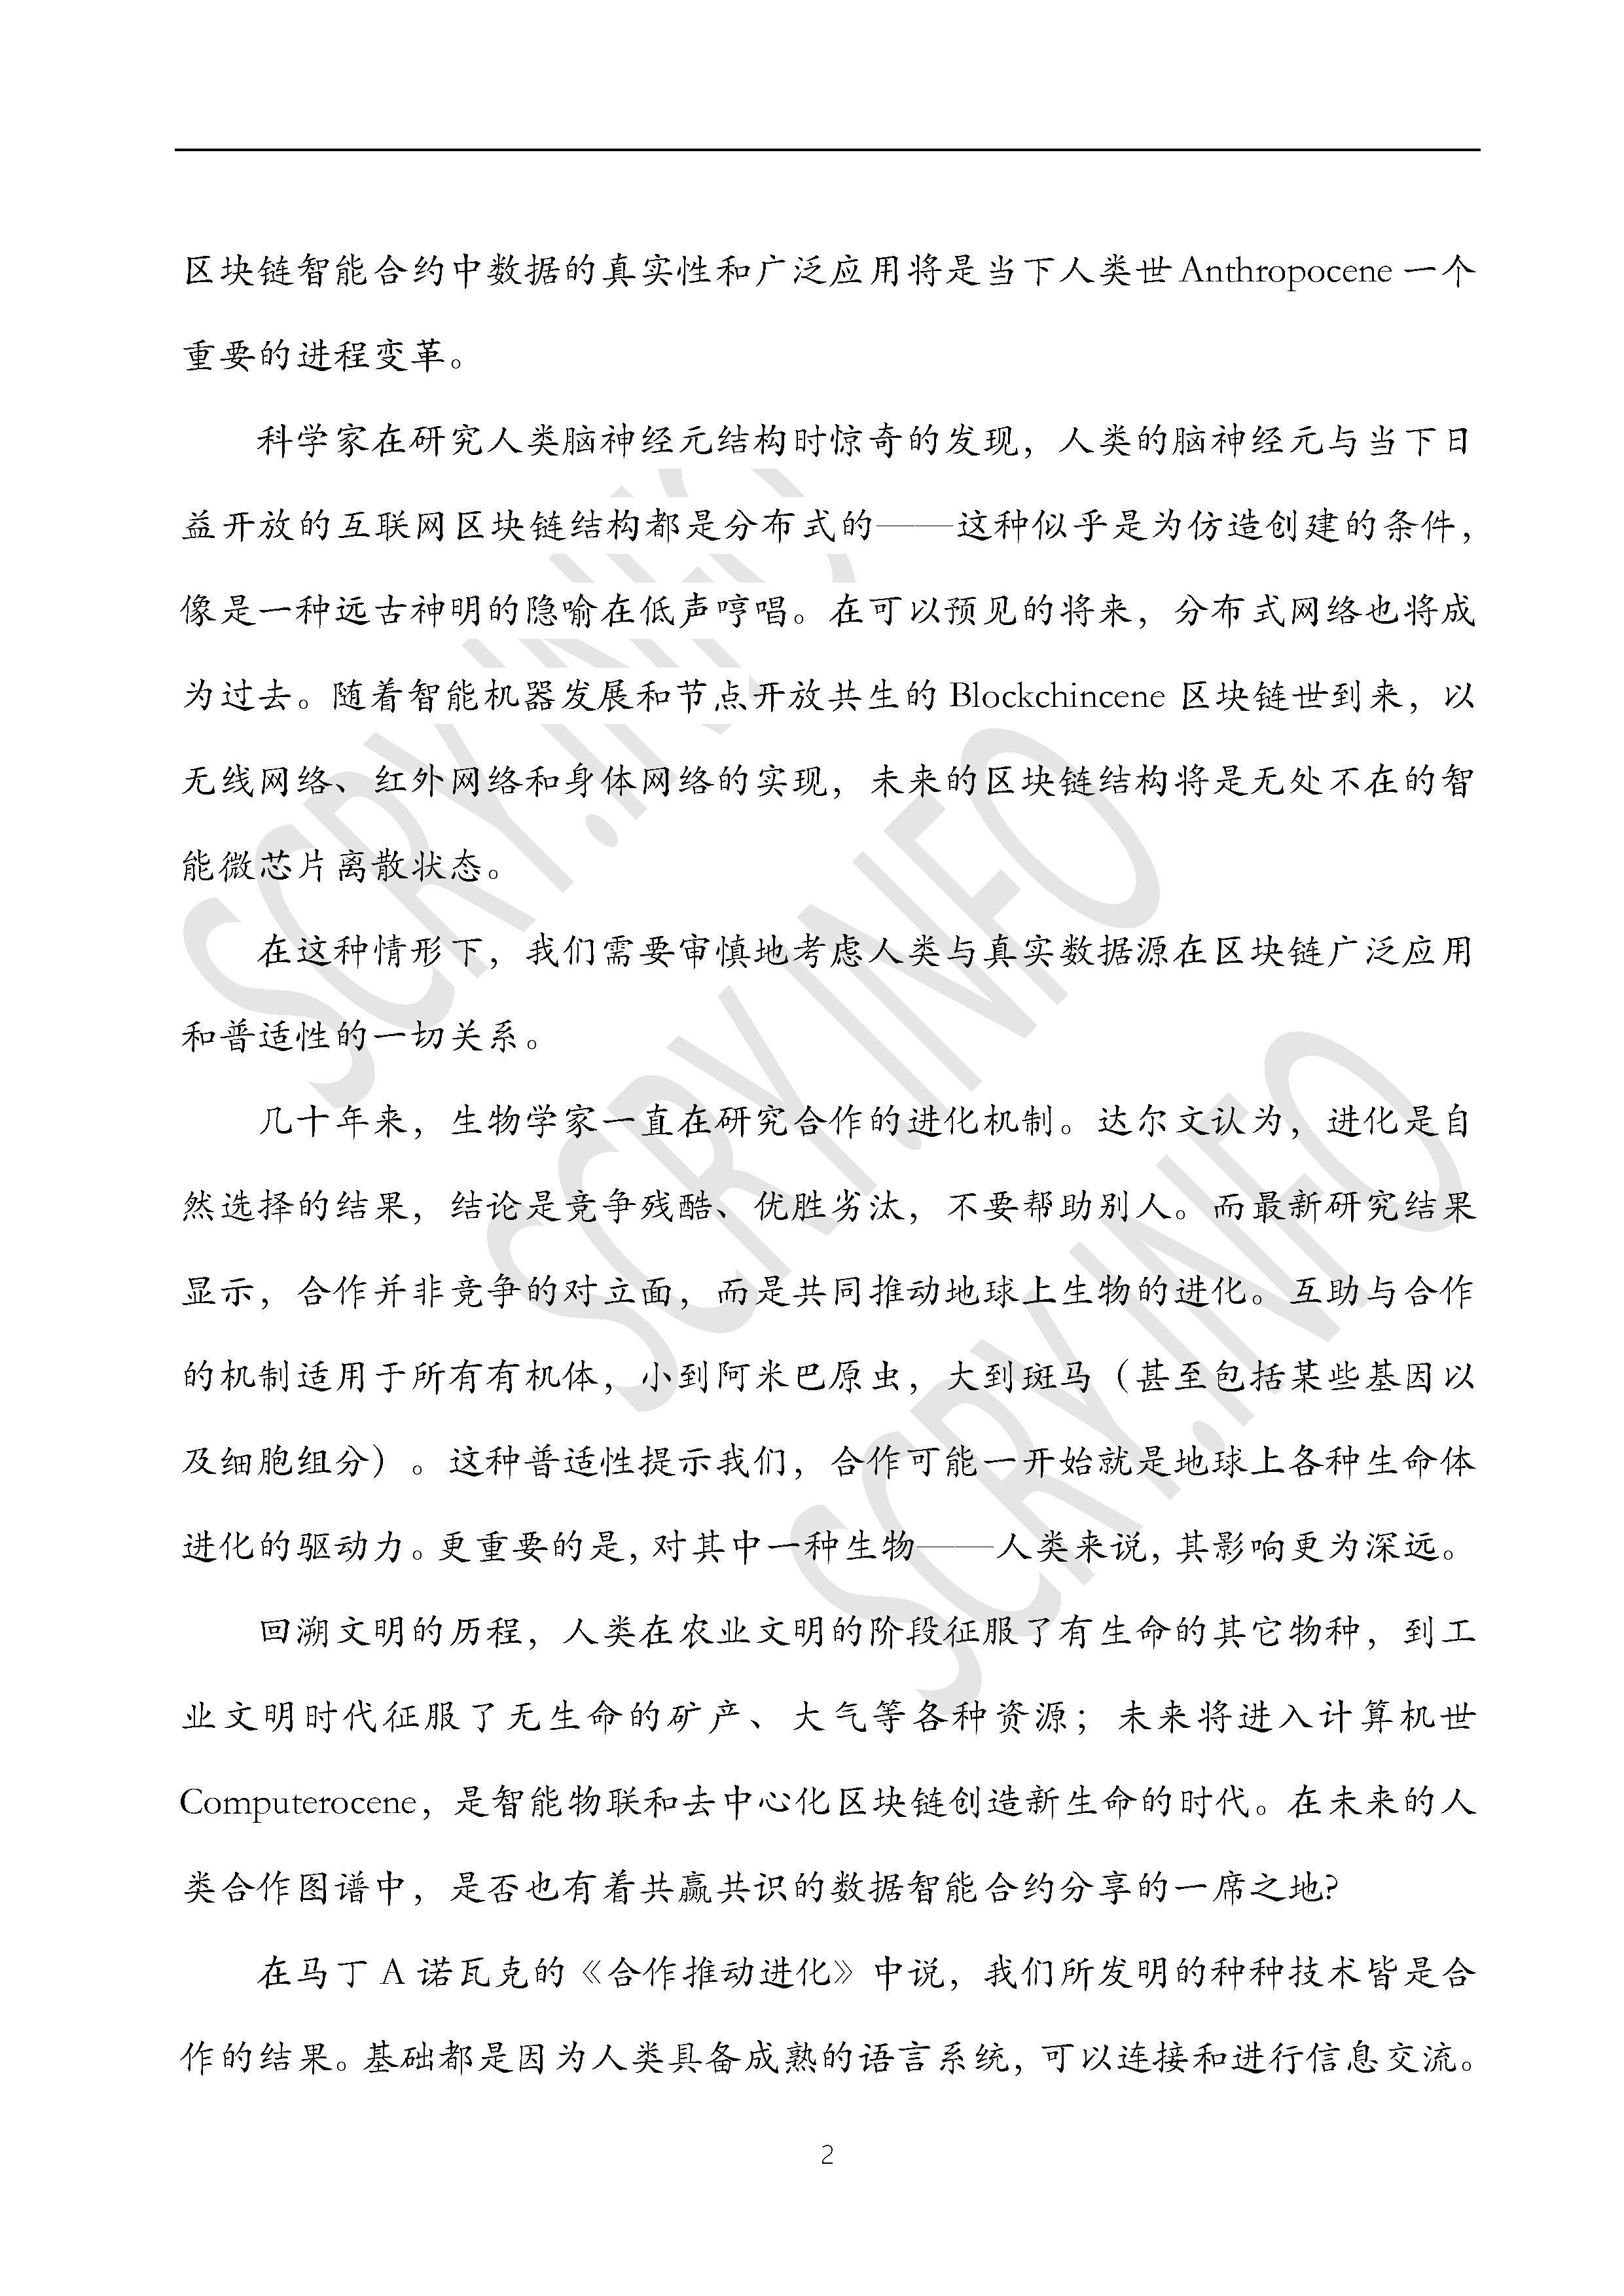 区块链智能合约中数据的真实性和广泛应用将是当下人类世 Anthropocene 一个
重要的进程变革。
科学家在研究人类脑神经元结构时惊奇的发现，人类的脑神经元与当下日
益开放的互联网区块链结构都是分布式的——这种似乎是为仿造创建的条件，
像是一种远古神明的隐喻在低声哼唱。在可以预见的将来，分布式网络也将成
为过去。随着智能机器发展和节点开放共生的 Blockchincene 区块链世到来，以
无线网络、红外网络和身体网络的实现，未来的区块链结构将是无处不在的智
能微芯片离散状态。
在这种情形下，我们需要审慎地考虑人类与真实数据源在区块链广泛应用
和普适性的一切关系。
几十年来，生物学家一直在研究合作的进化机制。达尔文认为，进化是自
然选择的结果，结论是竞争残酷、优胜劣汰，不要帮助别人。而最新研究结果
显示，合作并非竞争的对立面，而是共同推动地球上生物的进化。互助与合作
的机制适用于所有有机体，小到阿米巴原虫，大到斑马（甚至包括某些基因以
及细胞组分）。这种普适性提示我们，合作可能一开始就是地球上各种生命体
进化的驱动力。更重要的是，对其中一种生物——人类来说，其影响更为深远。
回溯文明的历程，人类在农业文明的阶段征服了有生命的其它物种，到工
业文明时代征服了无生命的矿产、大气等各种资源；未来将进入计算机世
Computerocene，是智能物联和去中心化区块链创造新生命的时代。在未来的人
类合作图谱中，是否也有着共赢共识的数据智能合约分享的一席之地?
在马丁 A 诺瓦克的《合作推动进化》中说，我们所发明的种种技术皆是合
作的结果。基础都是因为人类具备成熟的语言系统，可以连接和进行信息交流。
2
SCRY.INFO
SCRY INFO
SCRY.INFO